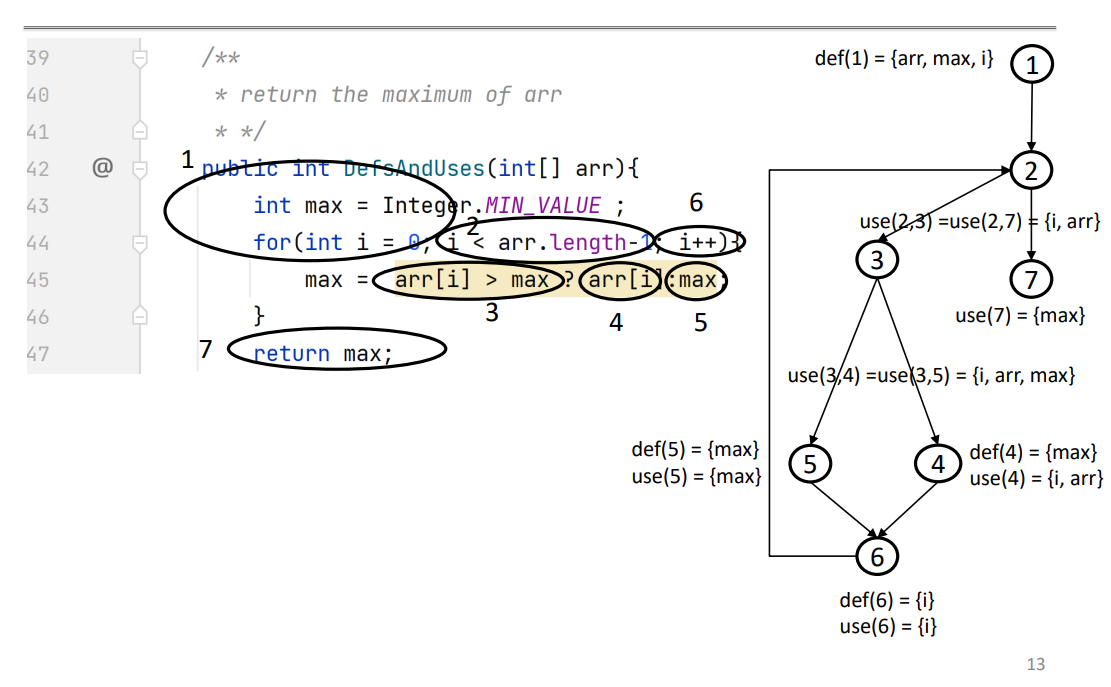 39 /**
40 * return the maximum of arr
41 * */
42 @ 1 public int DefsAndUses(int[] arr){
43 int max = Integer.MIN_VALUE ; 6
2
44 for(int i = 0; i < arr.length-1; i++){
45 max = arr[i] > max ? arr[i]:max;
3 4 5
46 }
47 7 return max;
def(1) = {arr, max, i} 1
2
use(2,3) =use(2,7) = {i, arr}
3
7
use(7) = {max}
use(3,4) =use(3,5) = {i, arr, max}
def(5) = {max}
use(5) = {max}
5
4
def(4) = {max}
use(4) = {i, arr}
6
def(6) = {i}
use(6) = {i}
13